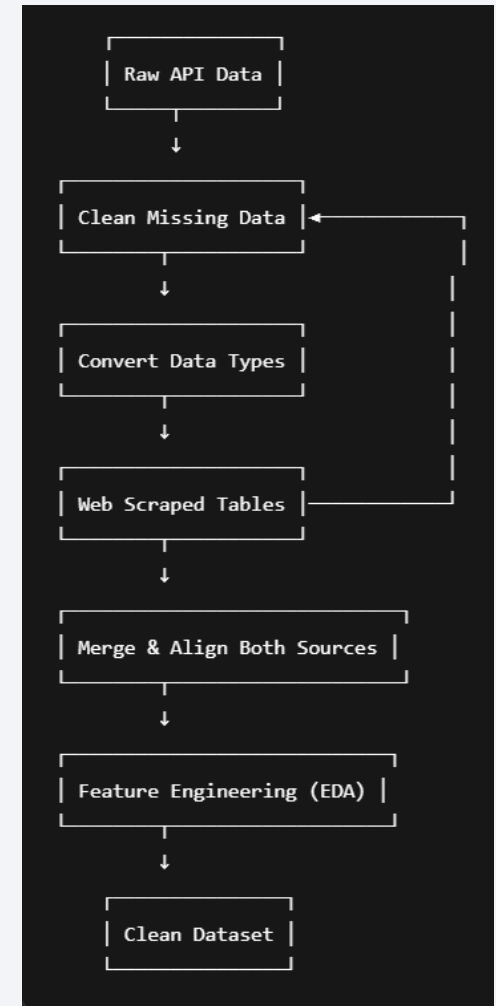 Raw API Data
Clean Missing Data
Convert Data Types
Web Scraped Tables
Merge & Align Both Sources
Feature Engineering (EDA)
Clean Dataset